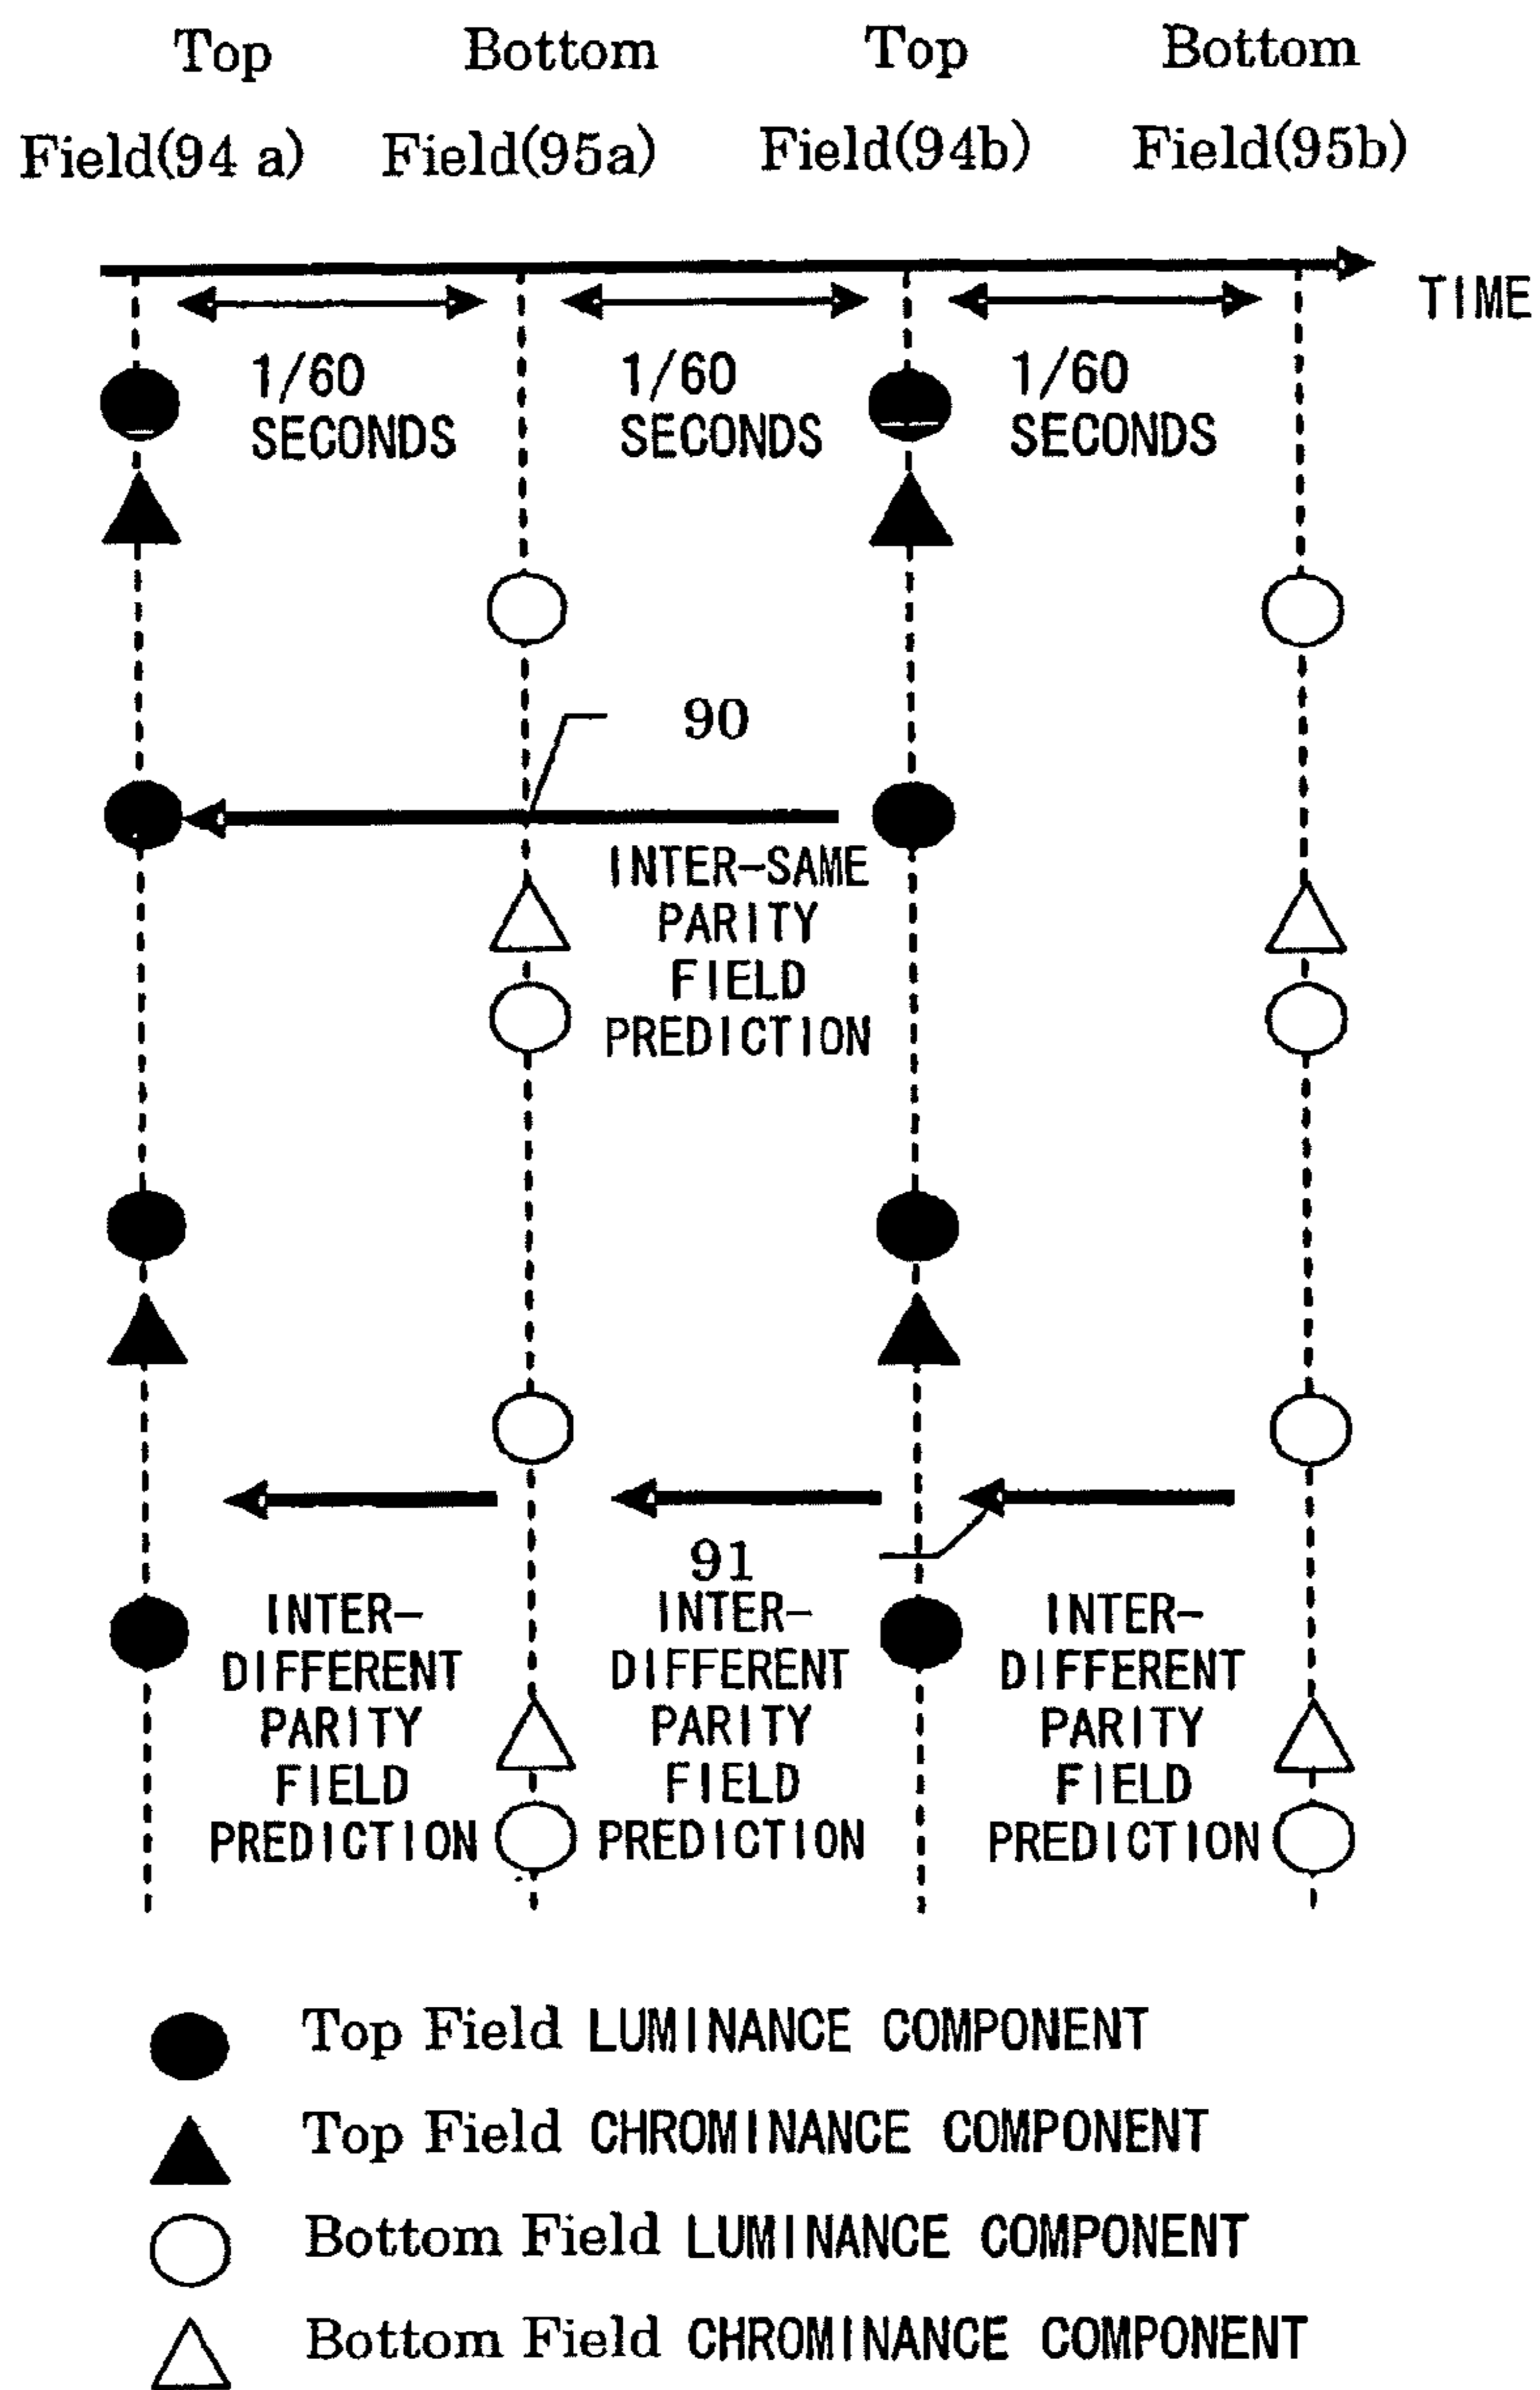 Top Bottom Top Bottom
Field(94 a) Field(95a) Field(94b) Field(95b)
TIME
1/60 1/60 1/60
SECONDS SECONDS SECONDS
90
INTER-SAME
PARITY
FIELD
PREDICTION
91
INTER- INTER- INTER-
DIFFERENT DIFFERENT DIFFERENT
PARITY PARITY PARITY
FIELD FIELD FIELD
PREDICTION PREDICTION PREDICTION
Top Field LUMINANCE COMPONENT
Top Field CHROMINANCE COMPONENT
Bottom Field LUMINANCE COMPONENT
Bottom Field CHROMINANCE COMPONENT